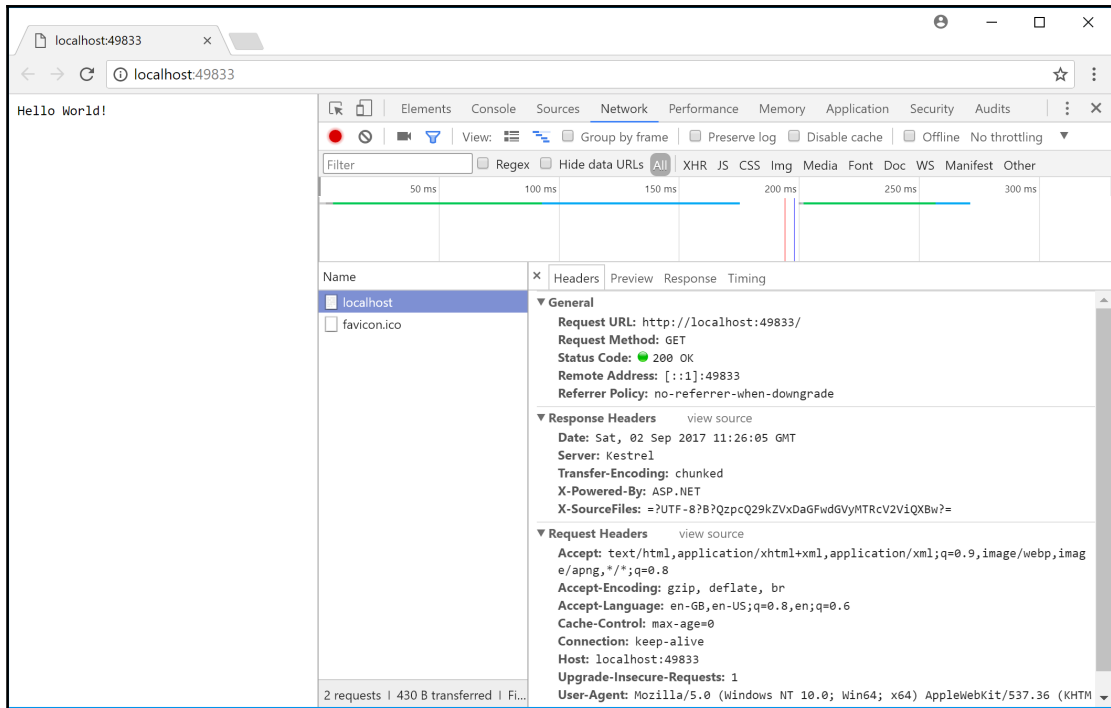 localhost:49833
localhost:49833
Hello World!
Elements Console Sources Network Performance Memory Application Security Audits
View: Group by frame Preserve log Disable cache Offline No throttling
Filter Regex Hide data URLs All XHR JS CSS Img Media Font Doc WS Manifest Other
50 ms 100 ms 150 ms 200 ms 250 ms 300 ms
Name
localhost
favicon.ico
2 requests | 430 B transferred | Fi...
Headers Preview Response Timing
General
Request URL: http://localhost:49833/
Request Method: GET
Status Code: 200 OK
Remote Address: [::1]:49833
Referrer Policy: no-referrer-when-downgrade
Response Headers view source
Date: Sat, 02 Sep 2017 11:26:05 GMT
Server: Kestrel
Transfer-Encoding: chunked
X-Powered-By: ASP.NET
X-SourceFiles: =?UTF-8?B?QzpcQ29kZVxDaGFwdGVyMTRcV2ViQXBw?=
Request Headers view source
Accept: text/html,application/xhtml+xml,application/xml;q=0.9,image/webp,imag
e/apng,*/*;q=0.8
Accept-Encoding: gzip, deflate, br
Accept-Language: en-GB,en-US;q=0.8,en;q=0.6
Cache-Control: max-age=0
Connection: keep-alive
Host: localhost:49833
Upgrade-Insecure-Requests: 1
User-Agent: Mozilla/5.0 (Windows NT 10.0; Win64; x64) AppleWebKit/537.36 (KHTM